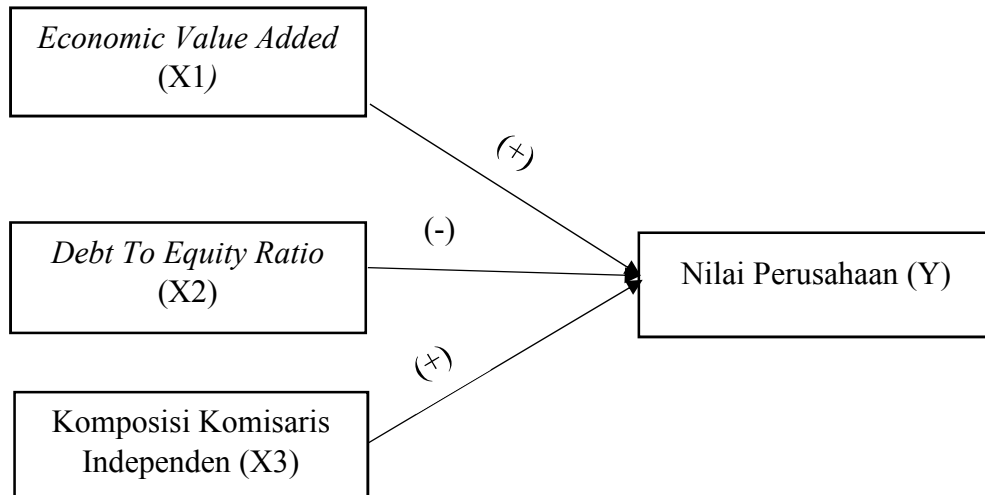 Economic Value Added
(X1)
(+)
Debt To Equity Ratio
(X2)
(-)
Nilai Perusahaan (Y)
(+)
Komposisi Komisaris
Independen (X3)